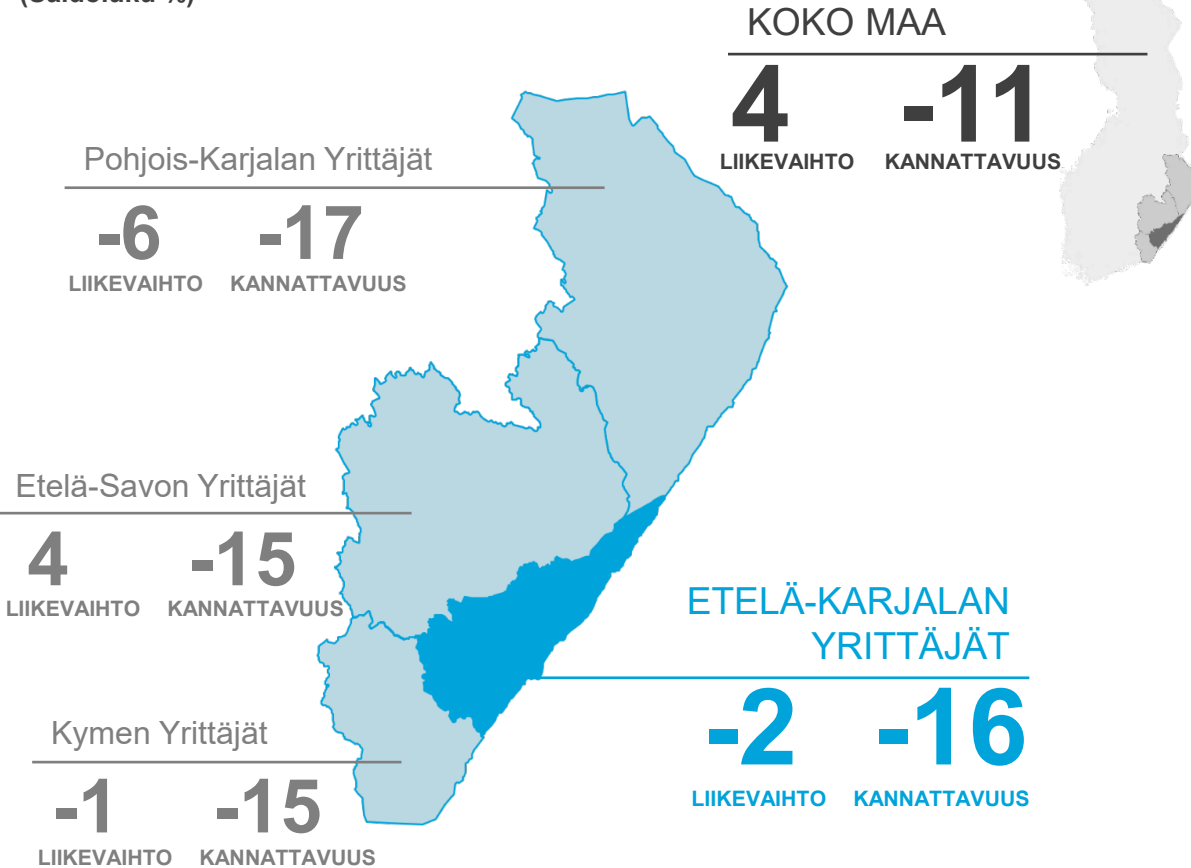 (Saldoluku %)
KOKO MAA
4 -11
LIIKEVAIHTO KANNATTAVUUS
Pohjois-Karjalan Yrittäjät
-6 -17
LIIKEVAIHTO KANNATTAVUUS
Etelä-Savon Yrittäjät
4 -15
LIIKEVAIHTO KANNATTAVUUS
ETELÄ-KARJALAN
YRITTÄJÄT
-2 -16
LIIKEVAIHTO KANNATTAVUUS
Kymen Yrittäjät
-1 -15
LIIKEVAIHTO KANNATTAVUUS